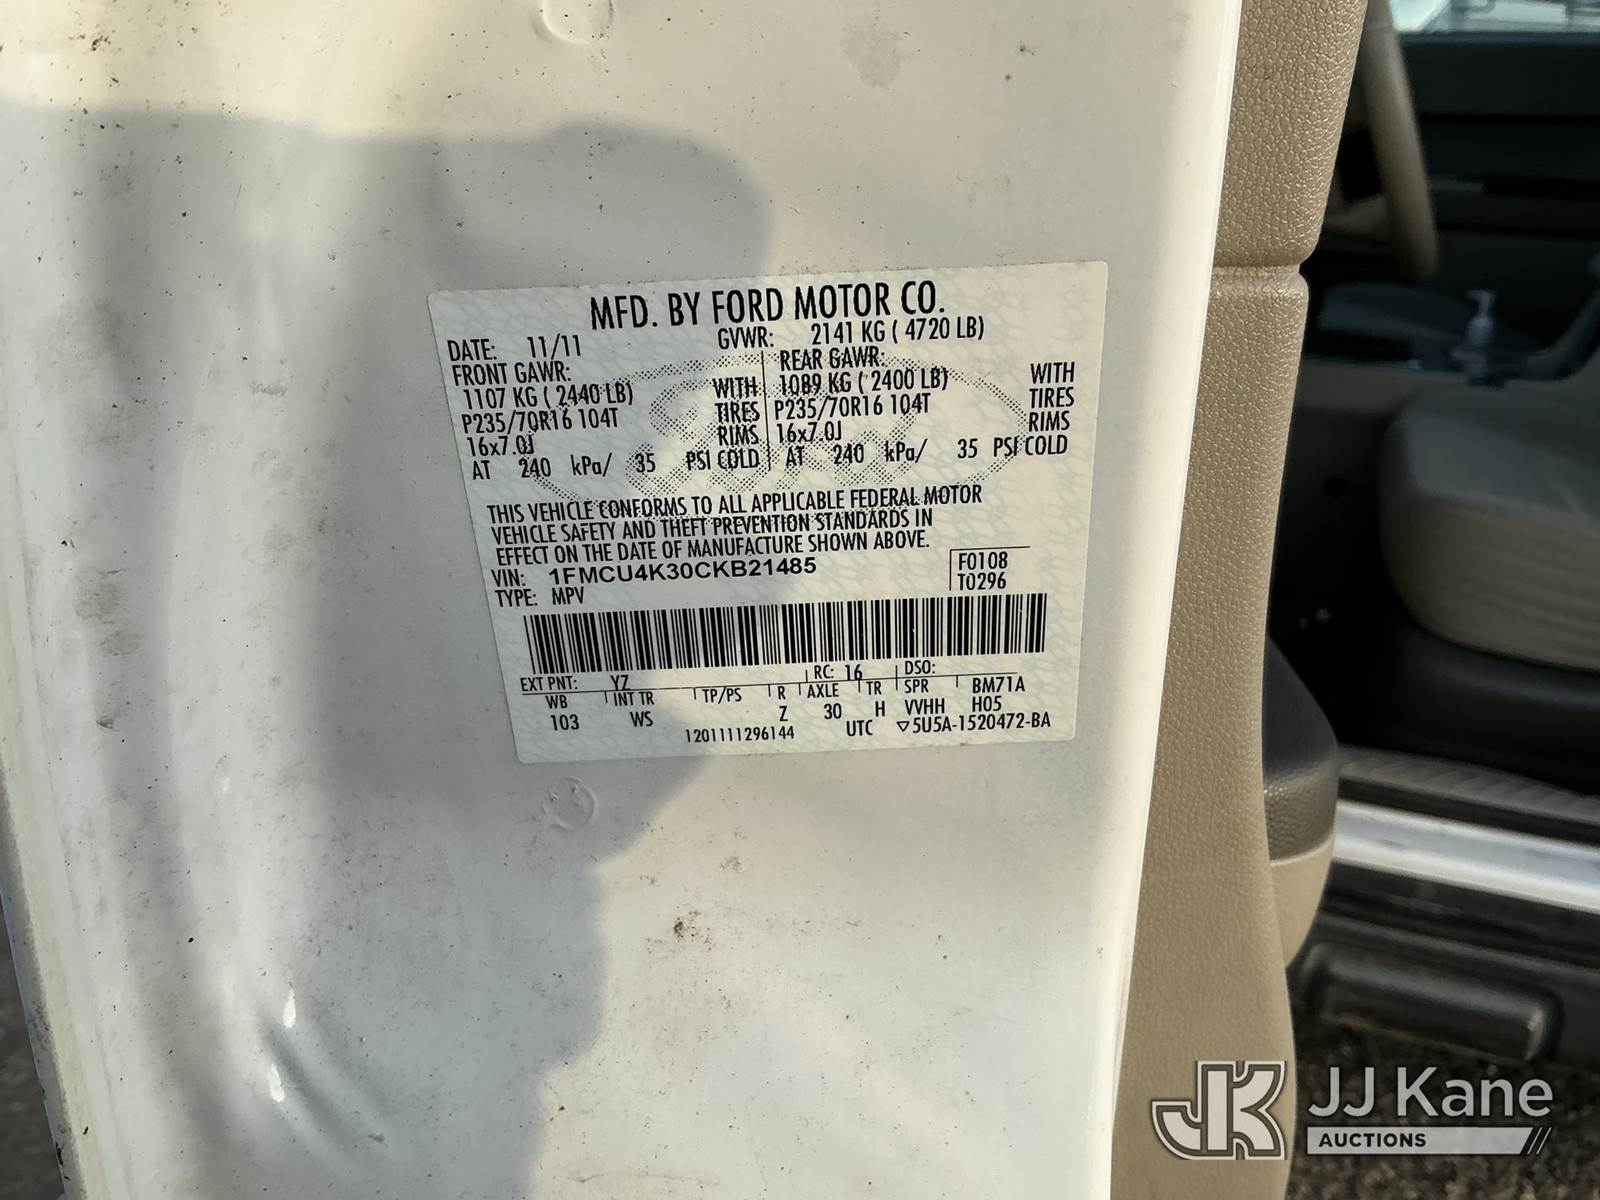 MFD. BY FORD MOTOR CO.
DATE: 11/11 GVWR: 2141 KG ( 4720 LB)
FRONT GAWR: REAR GAWR:
1107 KG ( 2440 LB) WITH 1089 KG ( 2400 LB) WITH
P235/70R16 104T TIRES P235/70R16 104T TIRES
16x7.0J RIMS 16x7.0J RIMS
AT 240 kPa/ 35 PSI COLD AT 240 kPa/ 35 PSI COLD
THIS VEHICLE CONFORMS TO ALL APPLICABLE FEDERAL MOTOR
VEHICLE SAFETY AND THEFT PREVENTION STANDARDS IN
EFFECT ON THE DATE OF MANUFACTURE SHOWN ABOVE.
VIN: 1FMCU4K30CKB21485 F0108
TYPE: MPV T0296
EXT PNT: YZ RC: 16 DSO:
WB INT TR TP/PS R AXLE TR SPR BM71A
103 WS Z 30 H VVHH H05
1201111296144 UTC ▽5U5A-1520472-BA
JK JJ Kane
AUCTIONS